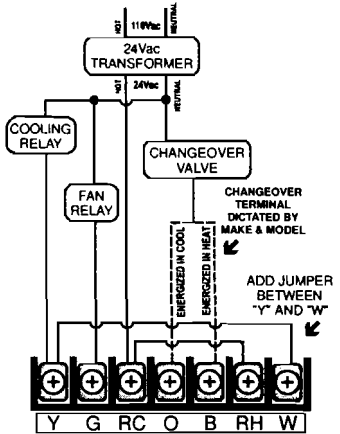 HOT 110Vac NEUTRAL
24Vac
TRANSFORMER
HOT 24Vac NEUTRAL
COOLING
RELAY
CHANGEOVER
VALVE
FAN
RELAY
CHANGEOVER
TERMINAL
DICTATED BY
MAKE & MODEL
ENERGIZED IN COOL
ENERGIZED IN HEAT
ADD JUMPER
BETWEEN
"Y" AND "W"
Y G RC O B RH W